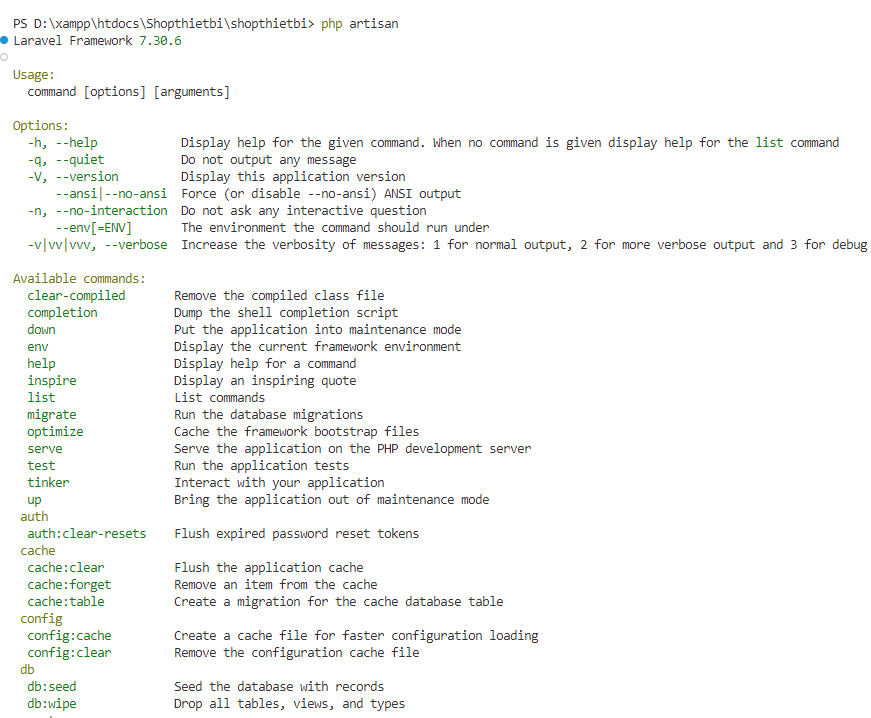 PS D:\xampp\htdocs\Shopthietbi\shopthietbi> php artisan
Laravel Framework 7.30.6
Usage:
command [options] [arguments]
Options:
-h, --help Display help for the given command. When no command is given display help for the list command
-q, --quiet Do not output any message
-V, --version Display this application version
--ansi|--no-ansi Force (or disable --no-ansi) ANSI output
-n, --no-interaction Do not ask any interactive question
--env[=ENV] The environment the command should run under
-v|vv|vvv, --verbose Increase the verbosity of messages: 1 for normal output, 2 for more verbose output and 3 for debug
Available commands:
clear-compiled Remove the compiled class file
completion Dump the shell completion script
down Put the application into maintenance mode
env Display the current framework environment
help Display help for a command
inspire Display an inspiring quote
list List commands
migrate Run the database migrations
optimize Cache the framework bootstrap files
serve Serve the application on the PHP development server
test Run the application tests
tinker Interact with your application
up Bring the application out of maintenance mode
auth
auth:clear-resets Flush expired password reset tokens
cache
cache:clear Flush the application cache
cache:forget Remove an item from the cache
cache:table Create a migration for the cache database table
config
config:cache Create a cache file for faster configuration loading
config:clear Remove the configuration cache file
db
db:seed Seed the database with records
db:wipe Drop all tables, views, and types